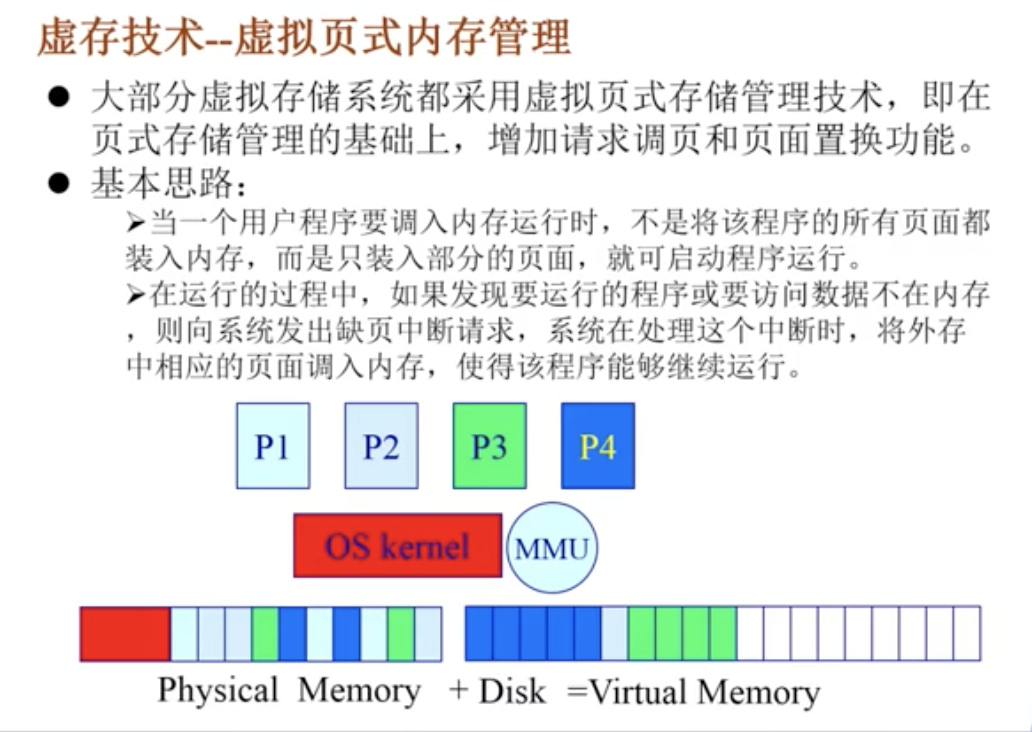 虚存技术--虚拟页式内存管理
● 大部分虚拟存储系统都采用虚拟页式存储管理技术，即在
页式存储管理的基础上，增加请求调页和页面置换功能。
● 基本思路：
➢当一个用户程序要调入内存运行时，不是将该程序的所有页面都
装入内存，而是只装入部分的页面，就可启动程序运行。
➢在运行的过程中，如果发现要运行的程序或要访问数据不在内存
，则向系统发出缺页中断请求，系统在处理这个中断时，将外存
中相应的页面调入内存，使得该程序能够继续运行。
P1 P2 P3 P4
OS kernel MMU
Physical Memory + Disk =Virtual Memory